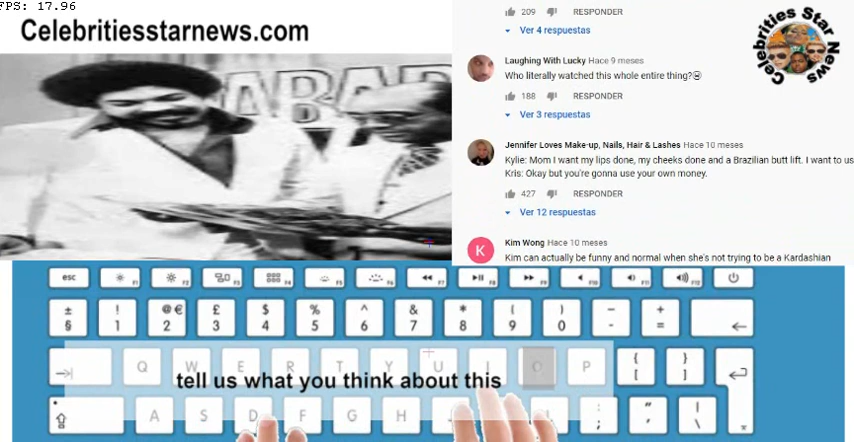 FPS: 17.96
Celebritiesstarnews.com
ABAD
209 RESPONDER
Ver 4 respuestas
Laughing With Lucky Hace 9 meses
Who literally watched this whole entire thing?
188 RESPONDER
Ver 3 respuestas
Jennifer Loves Make-up, Nails, Hair & Lashes Hace 10 meses
Kylie: Mom I want my lips done, my cheeks done and a Brazilian butt lift. I want to us
Kris: Okay but you're gonna use your own money.
427 RESPONDER
Ver 12 respuestas
K
Kim Wong Hace 10 meses
Kim can actually be funny and normal when she's not trying to be a Kardashian
Celebrities Star News
esc F1 F2 F3 F4 F5 F6 F7 F8 F9 F10 F11 F12
± ! @ € £ $ % ^ & * ( ) - +
§ 1 2 3 4 5 6 7 8 9 0 - =
Q W E R T Y U I O P { [ } ]
tell us what you think about this
A S D F G H L : ; " ' | \